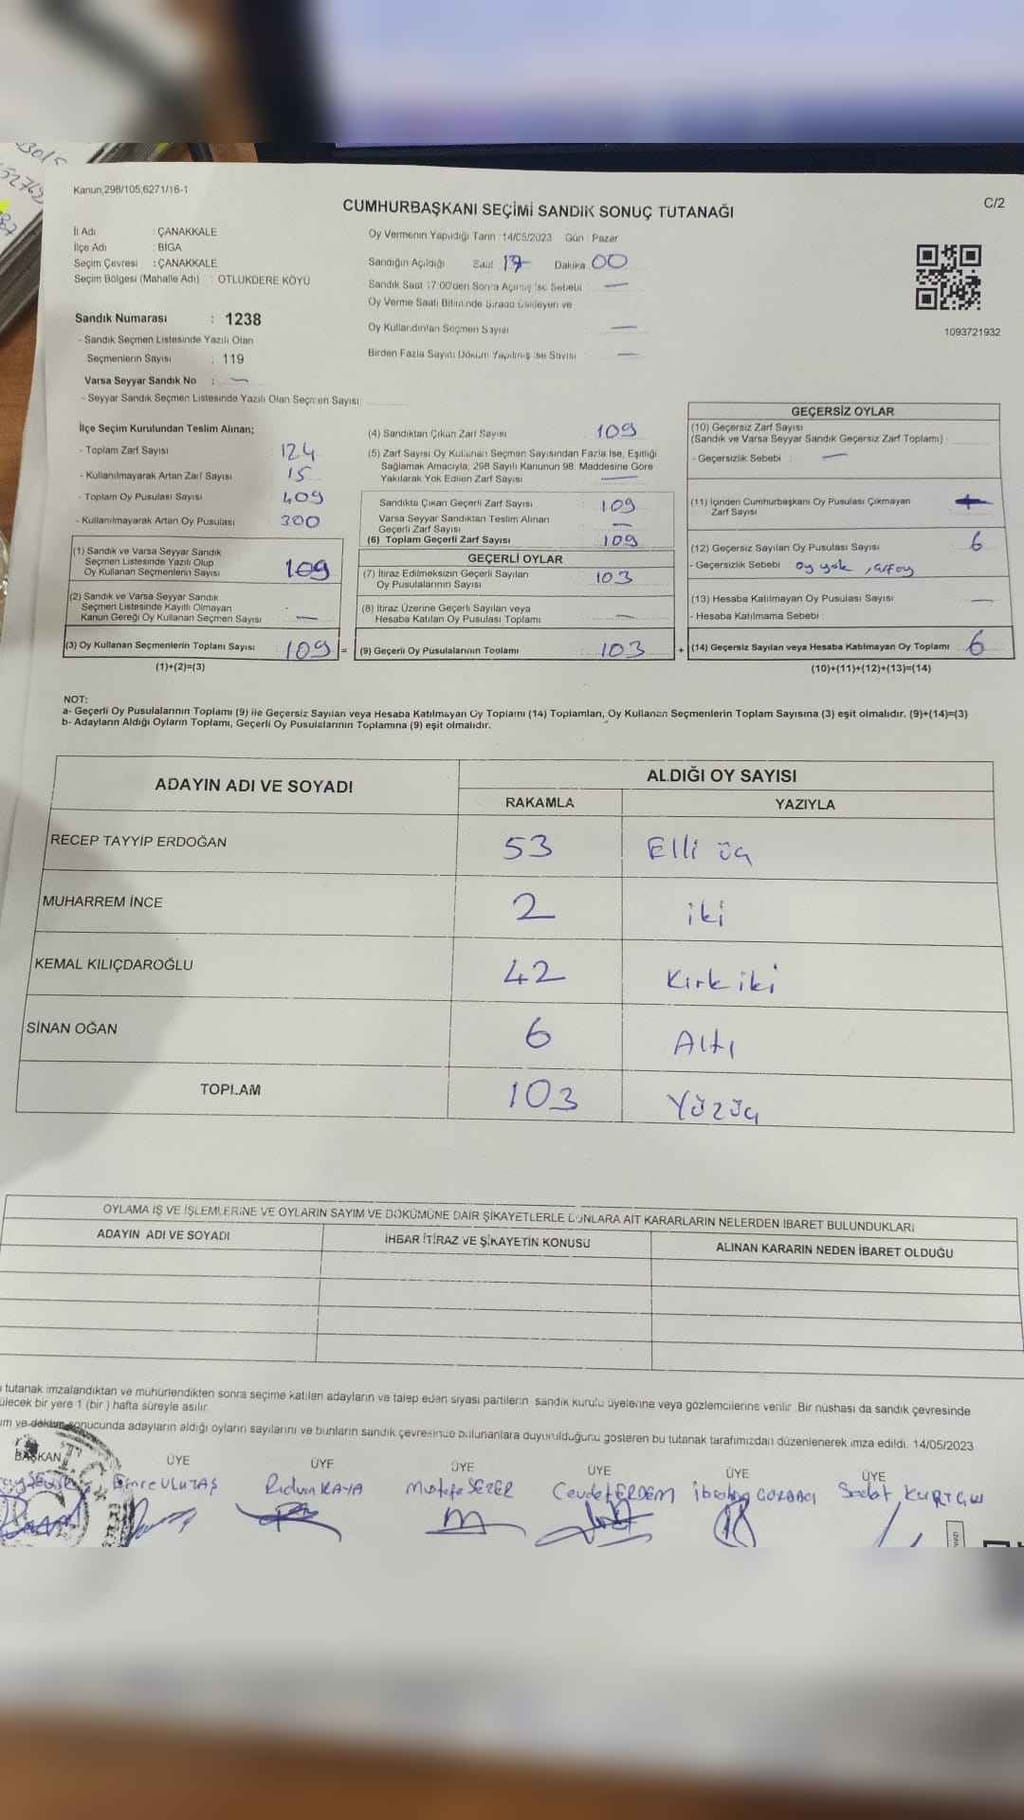 Kanun;298/105;6271/16-1
C/2
CUMHURBAŞKANI SEÇİMİ SANDIK SONUÇ TUTANAĞI
İl Adı : ÇANAKKALE
İlçe Adı : BİGA
Seçim Çevresi : ÇANAKKALE
Seçim Bölgesi (Mahalle Adı) : OTLUKDERE KÖYÜ
Oy Vermenin Yapıldığı Tarih : 14/05/2023 Gün : Pazar
Sandığın Açıldığı Saat 17 Dakika 00
Sandık Saat 17:00'den Sonra Açılmış İse Sebebi —
Oy Verme Saati Bitiminde Sırada Bekleyen ve
Oy Kullandırılan Seçmen Sayısı —
Birden Fazla Sayım Döküm Yapılmış İse Sayısı —
1093721932
Sandık Numarası : 1238
- Sandık Seçmen Listesinde Yazılı Olan
Seçmenlerin Sayısı : 119
Varsa Seyyar Sandık No : —
- Seyyar Sandık Seçmen Listesinde Yazılı Olan Seçmen Sayısı
İlçe Seçim Kurulundan Teslim Alınan;
- Toplam Zarf Sayısı 124
- Kullanılmayarak Artan Zarf Sayısı 15
- Toplam Oy Pusulası Sayısı 409
- Kullanılmayarak Artan Oy Pusulası 300
(1) Sandık ve Varsa Seyyar Sandık
Seçmen Listesinde Yazılı Olup
Oy Kullanan Seçmenlerin Sayısı 109
(2) Sandık ve Varsa Seyyar Sandık
Seçmen Listesinde Kayıtlı Olmayan
Kanun Gereği Oy Kullanan Seçmen Sayısı —
(3) Oy Kullanan Seçmenlerin Toplam Sayısı 109 =
(1)+(2)=(3)
(4) Sandıktan Çıkan Zarf Sayısı 109
(5) Zarf Sayısı Oy Kullanan Seçmen Sayısından Fazla İse, Eşitliği
Sağlamak Amacıyla, 298 Sayılı Kanunun 98. Maddesine Göre
Yakılarak Yok Edilen Zarf Sayısı —
Sandıkta Çıkan Geçerli Zarf Sayısı 109
Varsa Seyyar Sandıktan Teslim Alınan
Geçerli Zarf Sayısı —
(6) Toplam Geçerli Zarf Sayısı 109
GEÇERLİ OYLAR
(7) İtiraz Edilmeksizin Geçerli Sayılan
Oy Pusulalarının Sayısı 103
(8) İtiraz Üzerine Geçerli Sayılan veya
Hesaba Katılan Oy Pusulası Toplamı —
(9) Geçerli Oy Pusulalarının Toplamı 103 +
GEÇERSİZ OYLAR
(10) Geçersiz Zarf Sayısı
(Sandık ve Varsa Seyyar Sandık Geçersiz Zarf Toplamı)
- Geçersizlik Sebebi : —
(11) İçinden Cumhurbaşkanı Oy Pusulası Çıkmayan
Zarf Sayısı
(12) Geçersiz Sayılan Oy Pusulası Sayısı 6
- Geçersizlik Sebebi oy yok
(13) Hesaba Katılmayan Oy Pusulası Sayısı —
- Hesaba Katılmama Sebebi
(14) Geçersiz Sayılan veya Hesaba Katılmayan Oy Toplamı 6
(10)+(11)+(12)+(13)=(14)
NOT:
a- Geçerli Oy Pusulalarının Toplamı (9) ile Geçersiz Sayılan veya Hesaba Katılmayan Oy Toplamı (14) Toplamları, Oy Kullanan Seçmenlerin Toplam Sayısına (3) eşit olmalıdır. (9)+(14)=(3)
b- Adayların Aldığı Oyların Toplamı, Geçerli Oy Pusulalarının Toplamına (9) eşit olmalıdır.
ADAYIN ADI VE SOYADI
ALDIĞI OY SAYISI
RAKAMLA YAZIYLA
RECEP TAYYİP ERDOĞAN 53 Elli üç
MUHARREM İNCE 2 iki
KEMAL KILIÇDAROĞLU 42 Kırk iki
SİNAN OĞAN 6 Altı
TOPLAM 103 Yüzüç
OYLAMA İŞ VE İŞLEMLERİNE VE OYLARIN SAYIM VE DÖKÜMÜNE DAİR ŞİKAYETLERLE BUNLARA AİT KARARLARIN NELERDEN İBARET BULUNDUKLARI
ADAYIN ADI VE SOYADI İHBAR İTİRAZ VE ŞİKAYETİN KONUSU ALINAN KARARIN NEDEN İBARET OLDUĞU
tutanak imzalandıktan ve mühürlendikten sonra seçime katılan adayların ve talep eden siyasi partilerin sandık kurulu üyelerine veya gözlemcilerine verilir. Bir nüshası da sandık çevresinde
bir yere 1 (bir) hafta süreyle asılır.
ve döküm sonucunda adayların aldığı oyların sayılarını ve bunların sandık çevresince bulunanlara duyurulduğunu gösteren bu tutanak tarafımızdan düzenlenerek imza edildi. 14/05/2023
BAŞKAN ÜYE ÜYE ÜYE ÜYE ÜYE ÜYE
Emre ULUTAŞ Rıdvan KAYA Mustafa SEZER Cevdet ERDEM